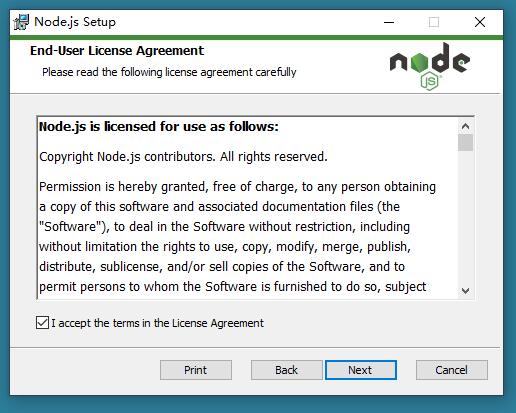 Node.js Setup
End-User License Agreement
Please read the following license agreement carefully
node
JS
Node.js is licensed for use as follows:
Copyright Node.js contributors. All rights reserved.
Permission is hereby granted, free of charge, to any person obtaining
a copy of this software and associated documentation files (the
"Software"), to deal in the Software without restriction, including
without limitation the rights to use, copy, modify, merge, publish,
distribute, sublicense, and/or sell copies of the Software, and to
permit persons to whom the Software is furnished to do so, subject
I accept the terms in the License Agreement
Print Back Next Cancel